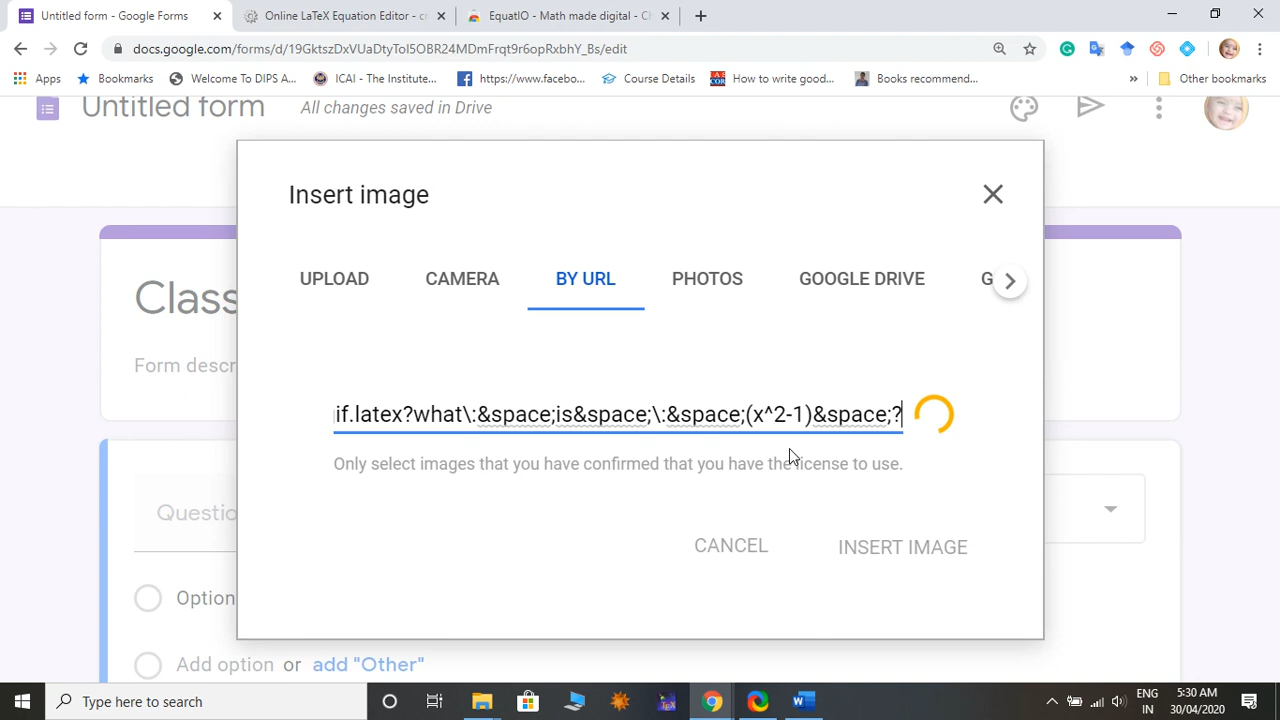 Untitled form - Google Forms
Online LaTeX Equation Editor - cr
EquatIO - Math made digital - Ch
docs.google.com/forms/d/19GktszDxVUaDtyToI5OBR24MDmFrqt9r6opRxbhY_Bs/edit
Apps
Bookmarks
Welcome To DIPS A...
ICAI - The Institute...
https://www.facebo...
Course Details
How to write good...
Books recommend...
»
Other bookmarks
Untitled form
All changes saved in Drive
Insert image
UPLOAD
CAMERA
BY URL
PHOTOS
GOOGLE DRIVE
G
Class
Form descr
if.latex?what\:&space;is&space;\:&space;(x^2-1)&space;?
Only select images that you have confirmed that you have the license to use.
Questio
CANCEL
INSERT IMAGE
Option
Add option or add "Other"
Type here to search
ENG
IN
5:30 AM
30/04/2020